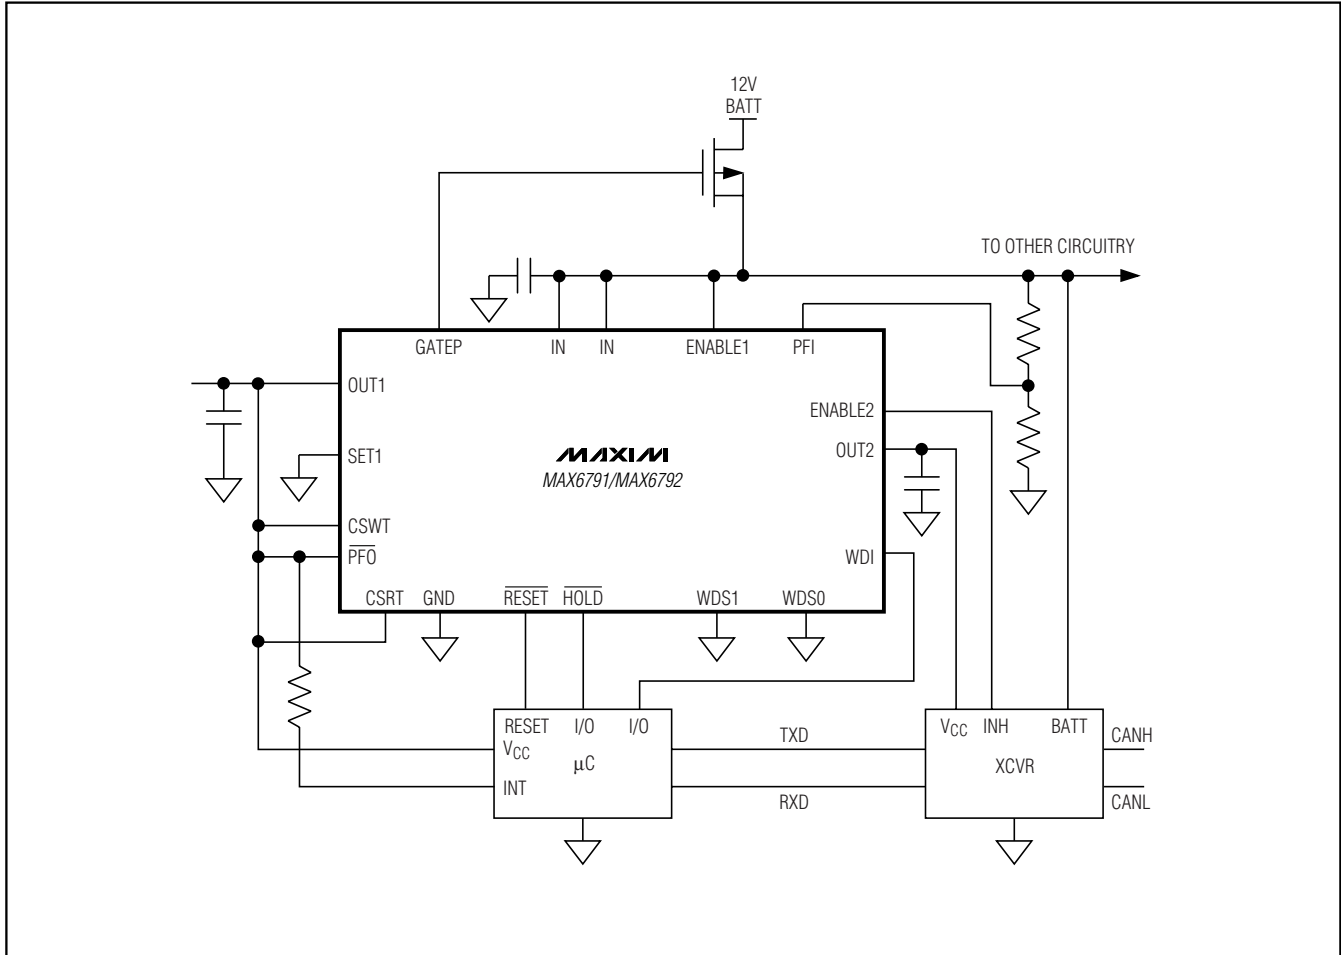 12V
BATT
TO OTHER CIRCUITRY
GATEP IN IN ENABLE1 PFI
OUT1
ENABLE2
OUT2
SET1
MAXIM
MAX6791/MAX6792
CSWT
PFO
WDI
CSRT GND RESET HOLD WDS1 WDS0
RESET I/O I/O
VCC
μC
INT
TXD
RXD
VCC INH BATT
XCVR
CANH
CANL